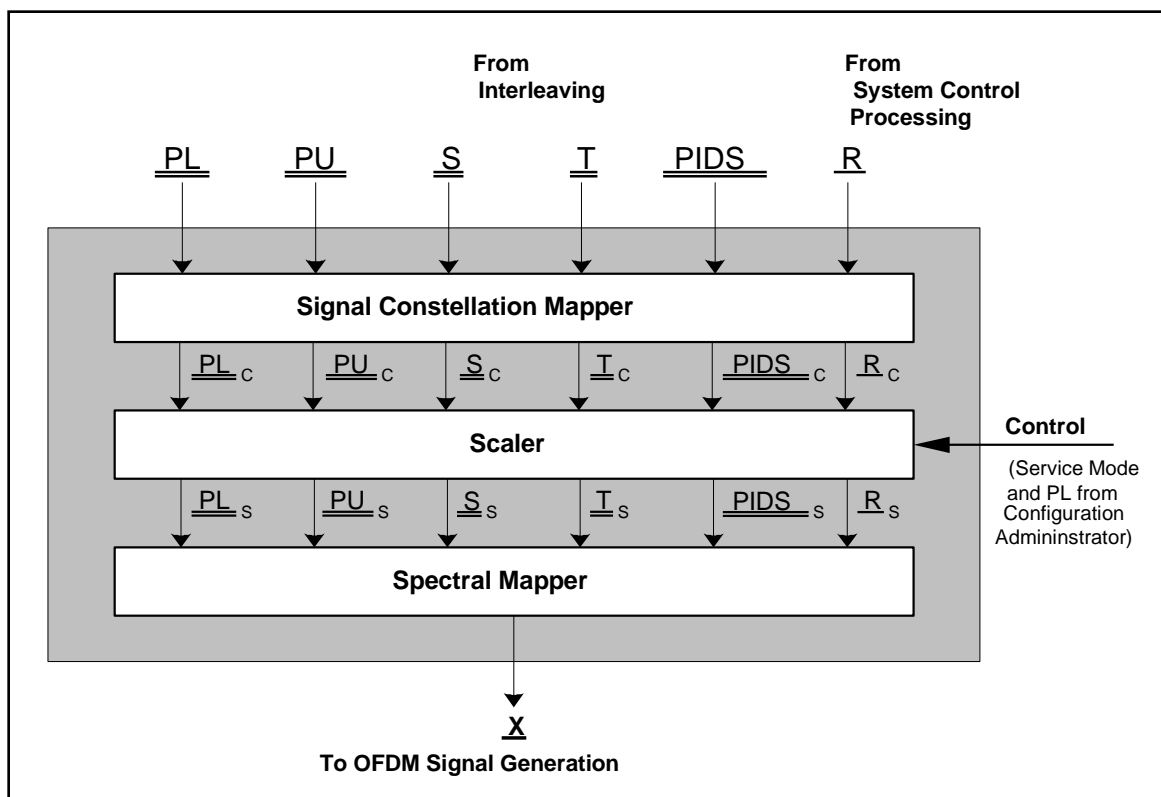 From
Interleaving
From
System Control
Processing
PL PU S T PIDS R
Signal Constellation Mapper
PL C PU C S C T C PIDS C R C
Scaler
Control
(Service Mode
and PL from
Configuration
Admininstrator)
PL S PU S S S T S PIDS S R S
Spectral Mapper
X
To OFDM Signal Generation